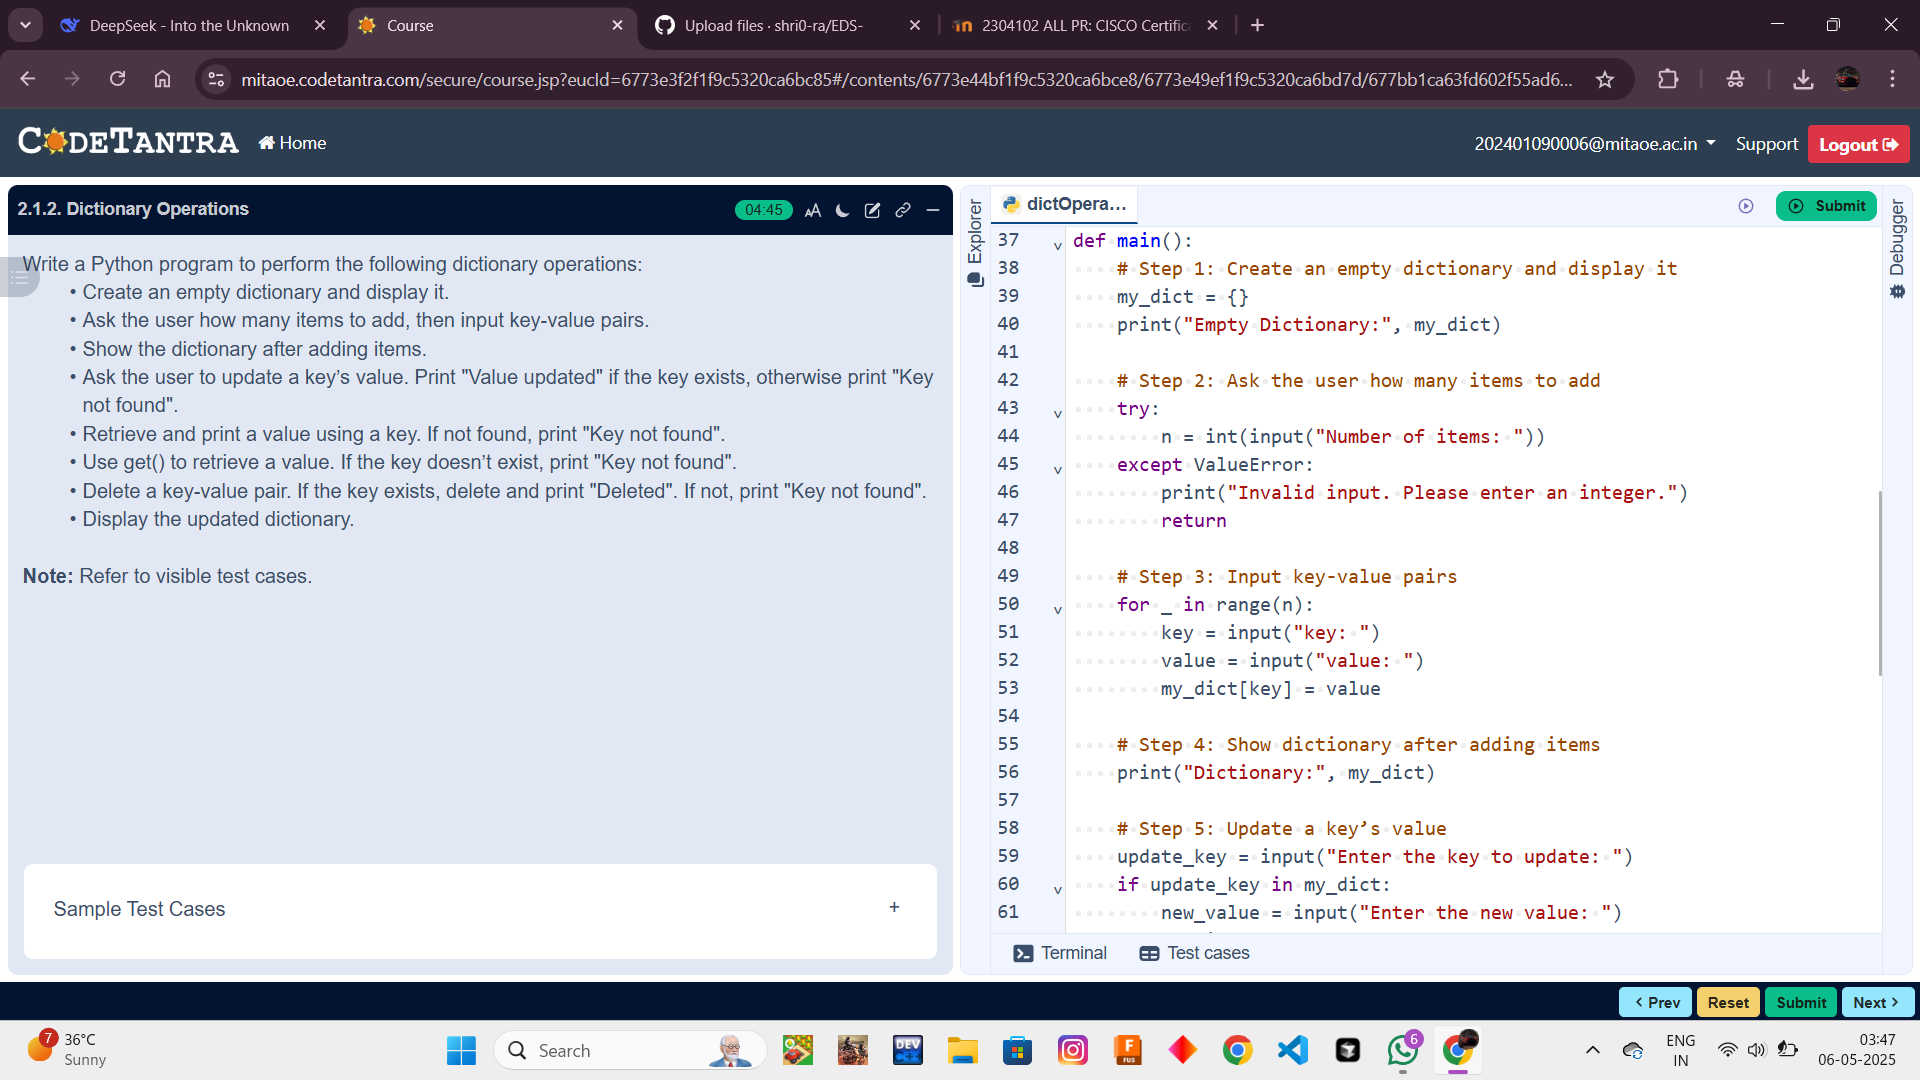 DeepSeek - Into the Unknown
Course
Upload files · shri0-ra/EDS-
2304102 ALL PR: CISCO Certific
mitaoe.codetantra.com/secure/course.jsp?eucId=6773e3f2f1f9c5320ca6bc85#/contents/6773e44bf1f9c5320ca6bce8/6773e49ef1f9c5320ca6bd7d/677bb1ca63fd602f55ad6...
CODETANTRA
Home
202401090006@mitaoe.ac.in
Support
Logout
2.1.2. Dictionary Operations
04:45
AA
Write a Python program to perform the following dictionary operations:
• Create an empty dictionary and display it.
• Ask the user how many items to add, then input key-value pairs.
• Show the dictionary after adding items.
• Ask the user to update a key’s value. Print "Value updated" if the key exists, otherwise print "Key
not found".
• Retrieve and print a value using a key. If not found, print "Key not found".
• Use get() to retrieve a value. If the key doesn’t exist, print "Key not found".
• Delete a key-value pair. If the key exists, delete and print "Deleted". If not, print "Key not found".
• Display the updated dictionary.
Note: Refer to visible test cases.
Sample Test Cases
+
Explorer
dictOpera...
Submit
Debugger
37 def main():
38     # Step 1: Create an empty dictionary and display it
39     my_dict = {}
40     print("Empty Dictionary:", my_dict)
41
42     # Step 2: Ask the user how many items to add
43     try:
44         n = int(input("Number of items: "))
45     except ValueError:
46         print("Invalid input. Please enter an integer.")
47         return
48
49     # Step 3: Input key-value pairs
50     for _ in range(n):
51         key = input("key: ")
52         value = input("value: ")
53         my_dict[key] = value
54
55     # Step 4: Show dictionary after adding items
56     print("Dictionary:", my_dict)
57
58     # Step 5: Update a key’s value
59     update_key = input("Enter the key to update: ")
60     if update_key in my_dict:
61         new_value = input("Enter the new value: ")
Terminal
Test cases
Prev
Reset
Submit
Next
7
36°C
Sunny
Search
DEV
F
FUS
6
ENG
IN
03:47
06-05-2025